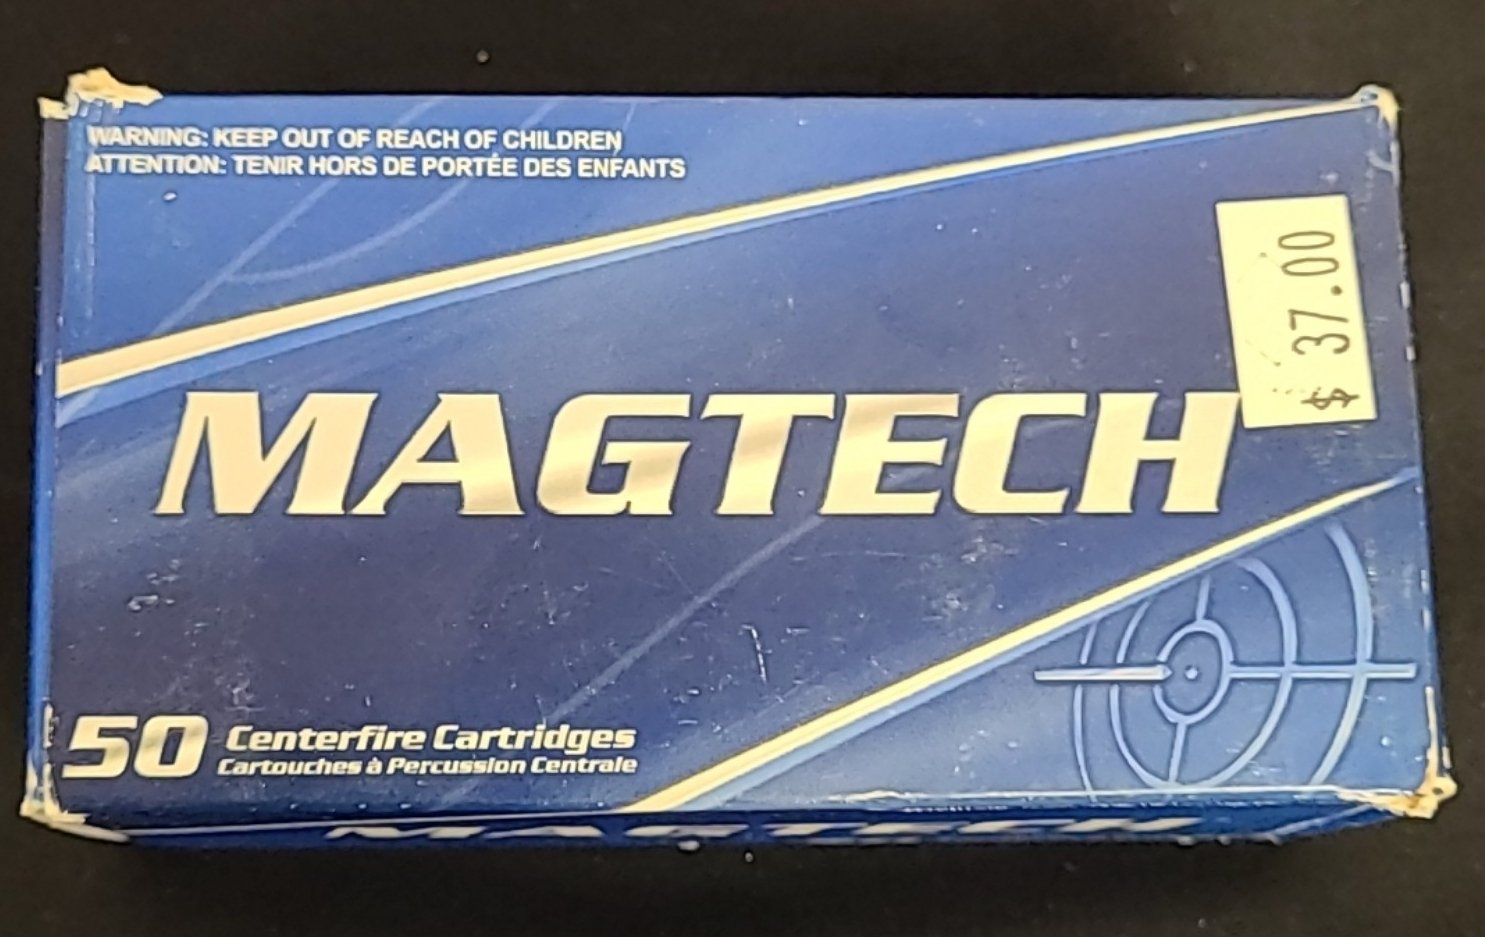 WARNING: KEEP OUT OF REACH OF CHILDREN
ATTENTION: TENIR HORS DE PORTÉE DES ENFANTS
$ 37.00
MAGTECH
50 Centerfire Cartridges
Cartouches à Percussion Centrale
MAGTECH